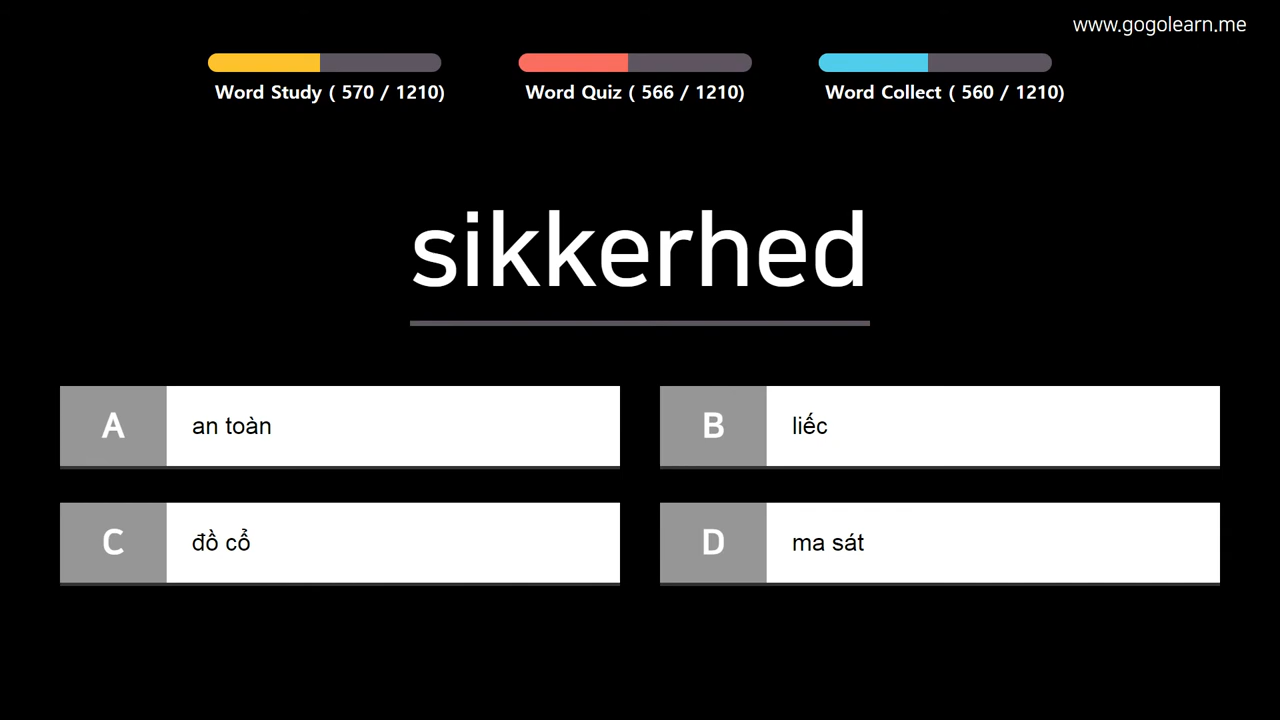 www.gogolearn.me
Word Study ( 570 / 1210)
Word Quiz ( 566 / 1210)
Word Collect ( 560 / 1210)
sikkerhed
A
an toàn
B
liếc
C
đồ cổ
D
ma sát